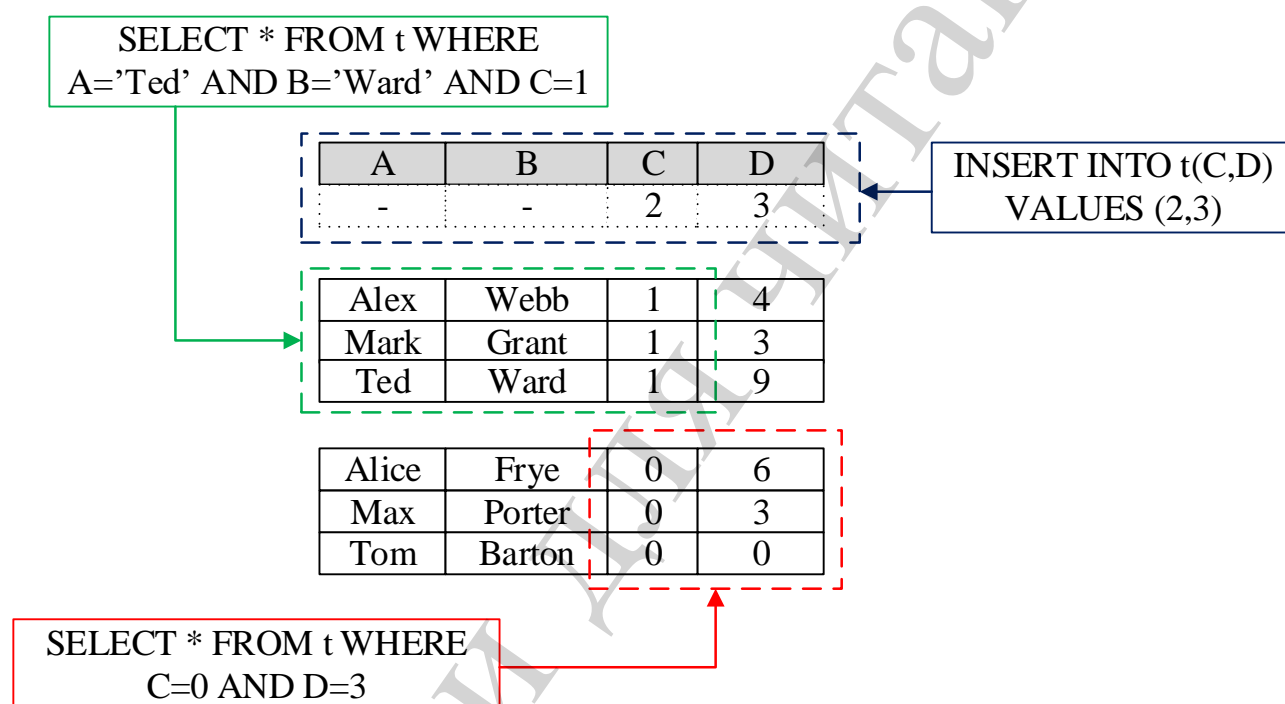 SELECT * FROM t WHERE
A=’Ted’ AND B=’Ward’ AND C=1
A B C D
- - 2 3
INSERT INTO t(C,D)
VALUES (2,3)
Alex Webb 1 4
Mark Grant 1 3
Ted Ward 1 9
Alice Frye 0 6
Max Porter 0 3
Tom Barton 0 0
SELECT * FROM t WHERE
C=0 AND D=3
и для чита